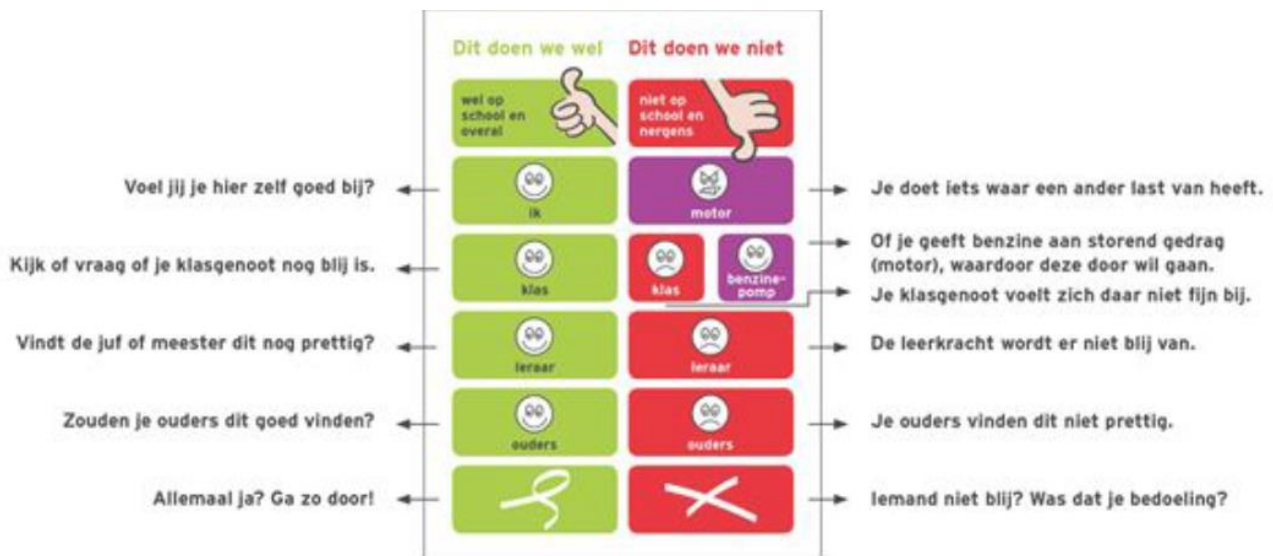 Dit doen we wel
Dit doen we niet
wel op
school en
overal
niet op
school en
nergens
Voel jij je hier zelf goed bij?
ik
motor
Je doet iets waar een ander last van heeft.
Kijk of vraag of je klasgenoot nog blij is.
klas
klas
benzine-
pomp
Of je geeft benzine aan storend gedrag
(motor), waardoor deze door wil gaan.
Je klasgenoot voelt zich daar niet fijn bij.
Vindt de juf of meester dit nog prettig?
leraar
leraar
De leerkracht wordt er niet blij van.
Zouden je ouders dit goed vinden?
ouders
ouders
Je ouders vinden dit niet prettig.
Allemaal ja? Ga zo door!
Iemand niet blij? Was dat je bedoeling?